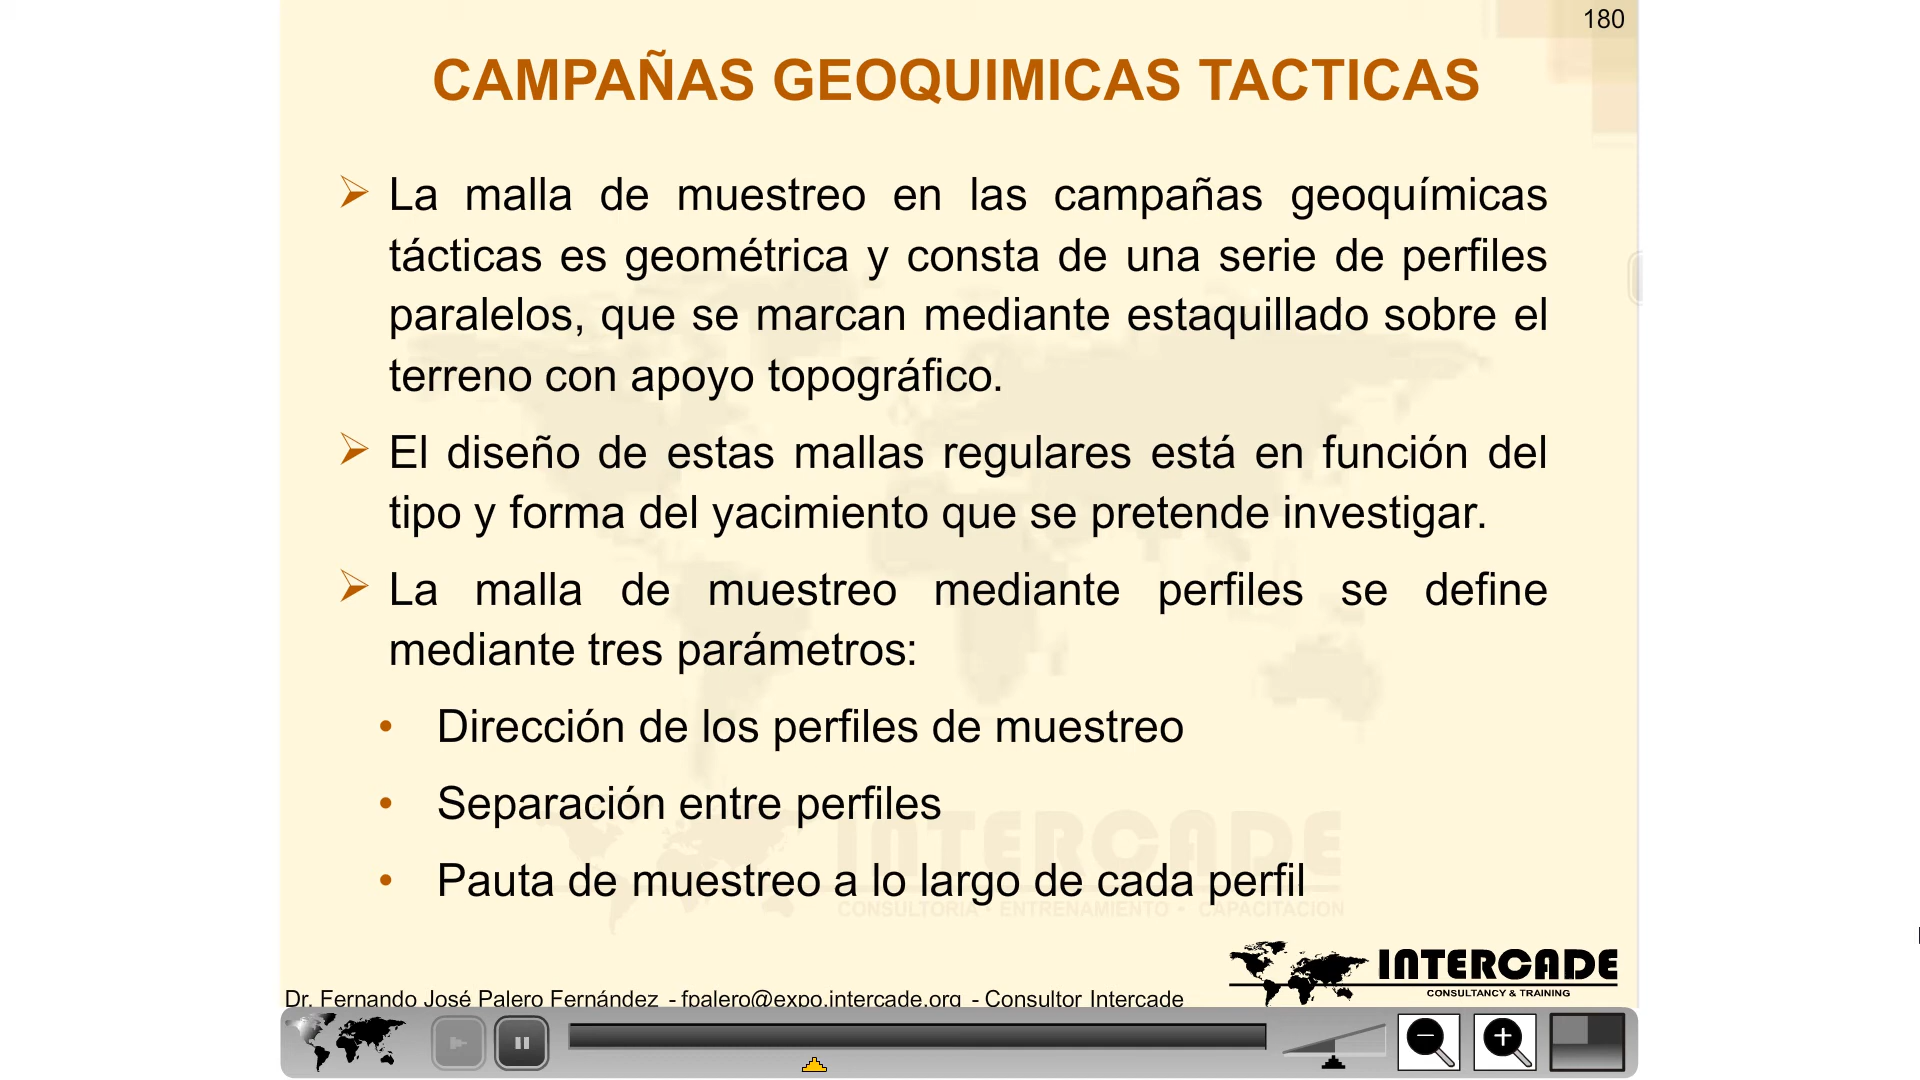 180
CAMPAÑAS GEOQUIMICAS TACTICAS
La malla de muestreo en las campañas geoquímicas
tácticas es geométrica y consta de una serie de perfiles
paralelos, que se marcan mediante estaquillado sobre el
terreno con apoyo topográfico.
El diseño de estas mallas regulares está en función del
tipo y forma del yacimiento que se pretende investigar.
La malla de muestreo mediante perfiles se define
mediante tres parámetros:
• Dirección de los perfiles de muestreo
• Separación entre perfiles
• Pauta de muestreo a lo largo de cada perfil
INTERCADE
CONSULTORIA - ENTRENAMIENTO - CAPACITACION
INTERCADE
CONSULTANCY & TRAINING
Dr. Fernando José Palero Fernández - fpalero@expo.intercade.org - Consultor Intercade